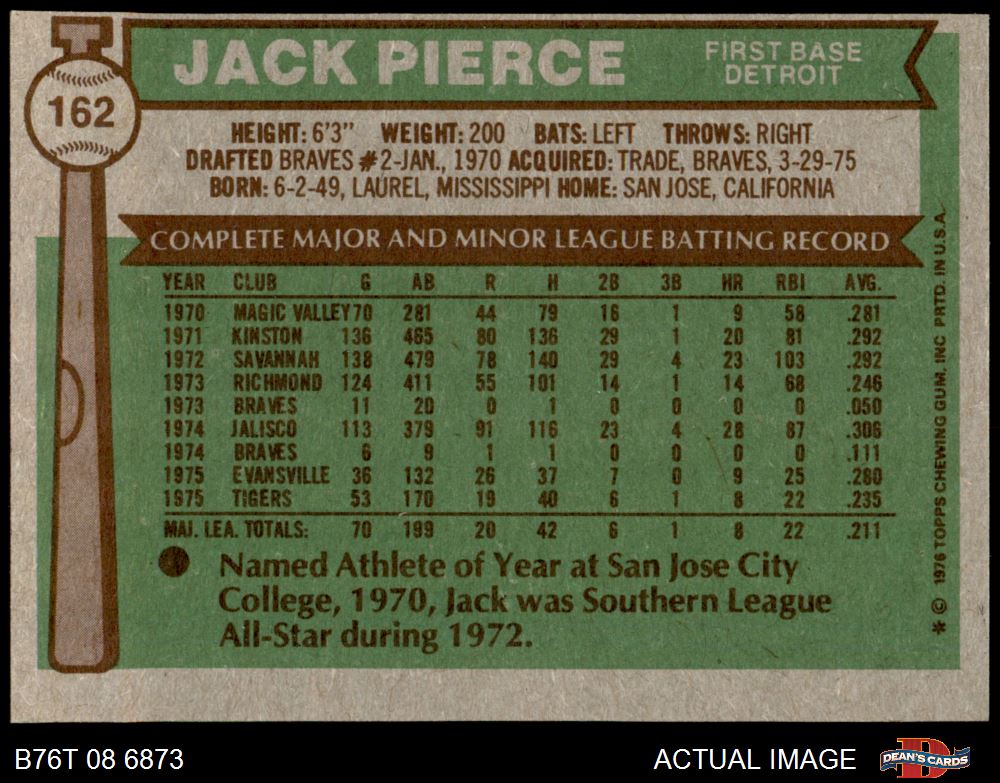 JACK PIERCE
FIRST BASE
DETROIT
162
HEIGHT: 6'3" WEIGHT: 200 BATS: LEFT THROWS: RIGHT
DRAFTED BRAVES #2-JAN., 1970 ACQUIRED: TRADE, BRAVES, 3-29-75
BORN: 6-2-49, LAUREL, MISSISSIPPI HOME: SAN JOSE, CALIFORNIA
COMPLETE MAJOR AND MINOR LEAGUE BATTING RECORD
YEAR CLUB G AB R H 2B 3B HR RBI AVG.
1970 MAGIC VALLEY 70 281 44 79 16 1 9 58 .281
1971 KINSTON 136 465 80 136 29 1 20 81 .292
1972 SAVANNAH 138 479 78 140 29 4 23 103 .292
1973 RICHMOND 124 411 55 101 14 1 14 68 .246
1973 BRAVES 11 20 0 1 0 0 0 0 .050
1974 JALISCO 113 379 91 116 23 4 28 87 .306
1974 BRAVES 6 9 1 1 0 0 0 0 .111
1975 EVANSVILLE 36 132 26 37 7 0 9 25 .280
1975 TIGERS 53 170 19 40 6 1 8 22 .235
MAJ. LEA. TOTALS: 70 199 20 42 6 1 8 22 .211
Named Athlete of Year at San Jose City
College, 1970, Jack was Southern League
All-Star during 1972.
* © 1976 TOPPS CHEWING GUM, INC PRTD. IN U.S.A.
B76T 08 6873
ACTUAL IMAGE
DEAN'S CARDS